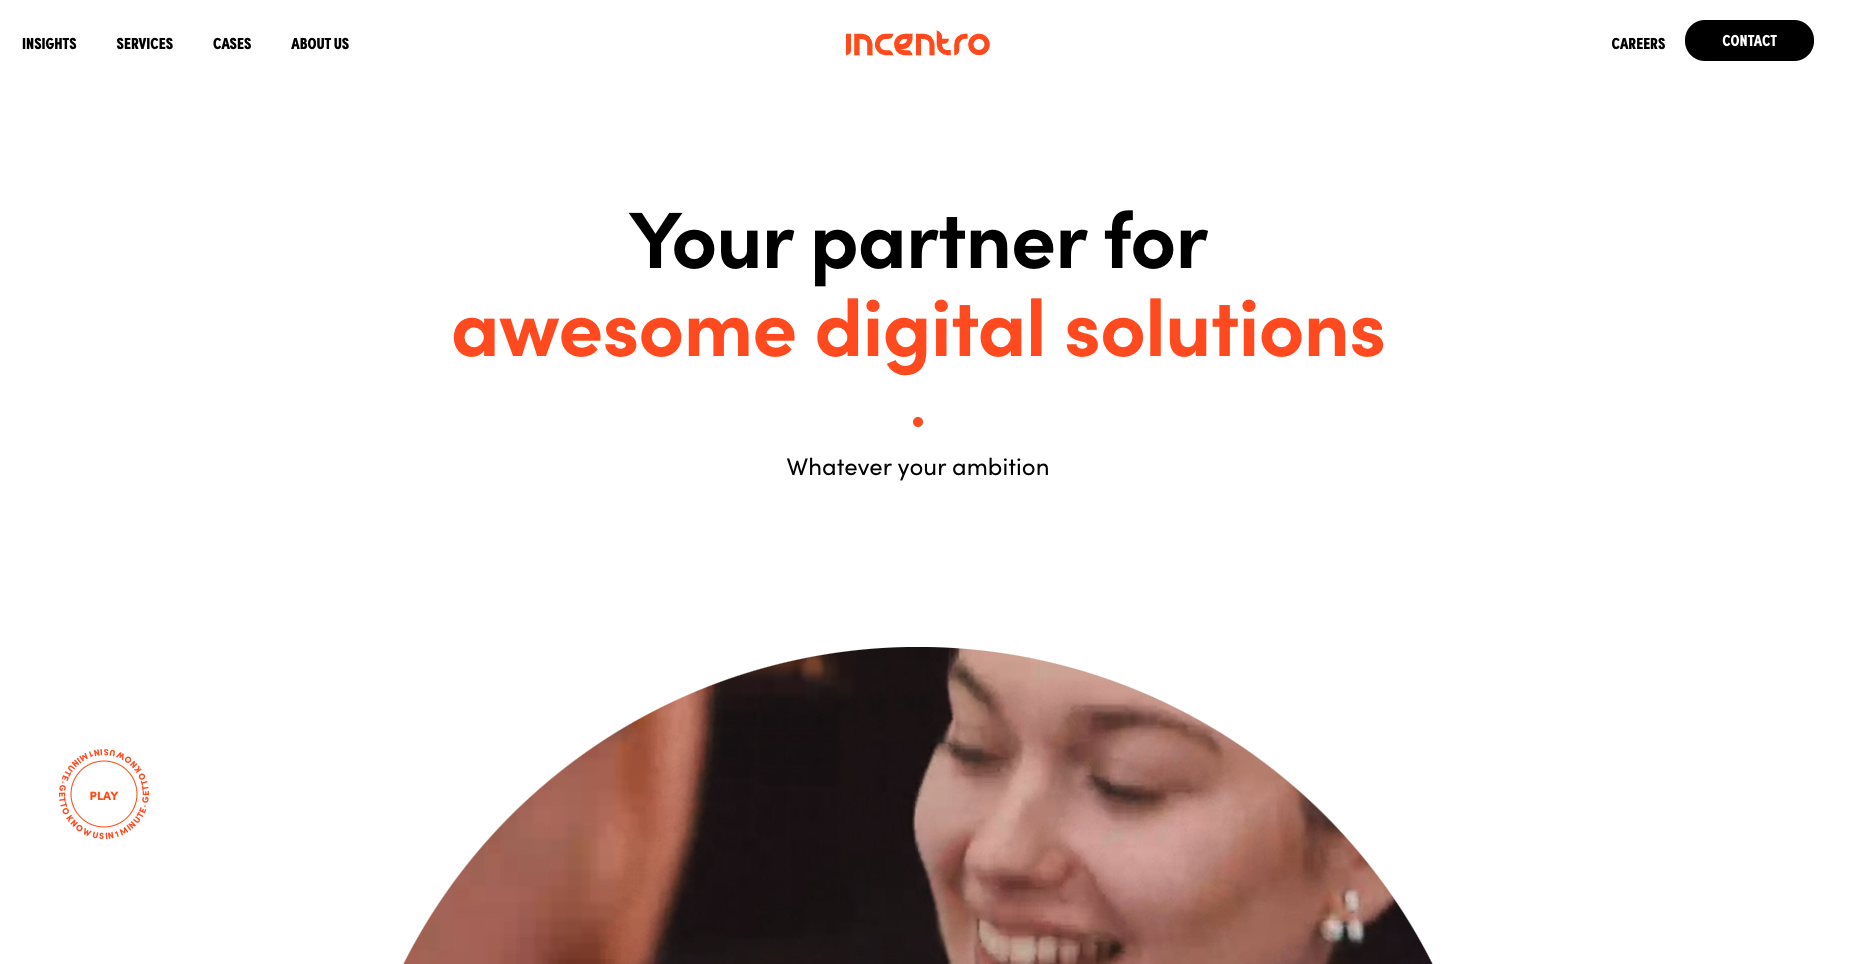 INSIGHTS SERVICES CASES ABOUT US
incentro
CAREERS CONTACT
Your partner for
awesome digital solutions
Whatever your ambition
PLAY
GET TO KNOW US IN 1 MINUTE · GET TO KNOW US IN 1 MINUTE ·